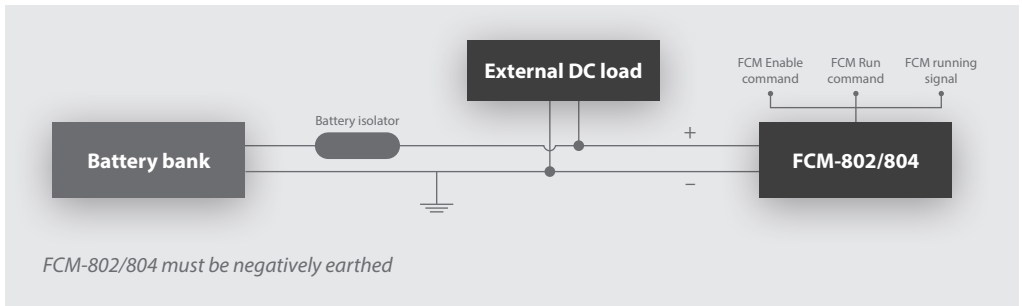 External DC load
FCM Enable
command
FCM Run
command
FCM running
signal
Battery isolator
+
Battery bank
FCM-802/804
–
FCM-802/804 must be negatively earthed